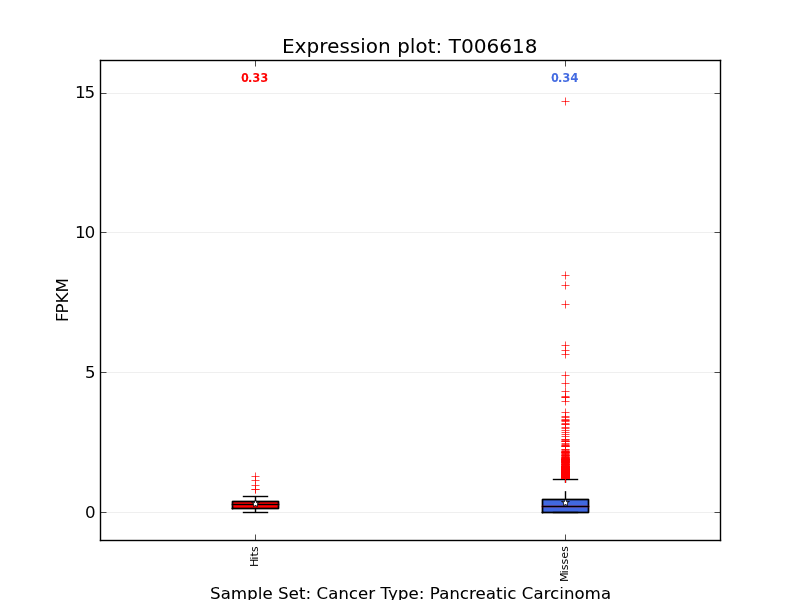 Expression plot: T006618
0.33
0.34
15
10
5
0
FPKM
Hits
Misses
Sample Set: Cancer Type: Pancreatic Carcinoma